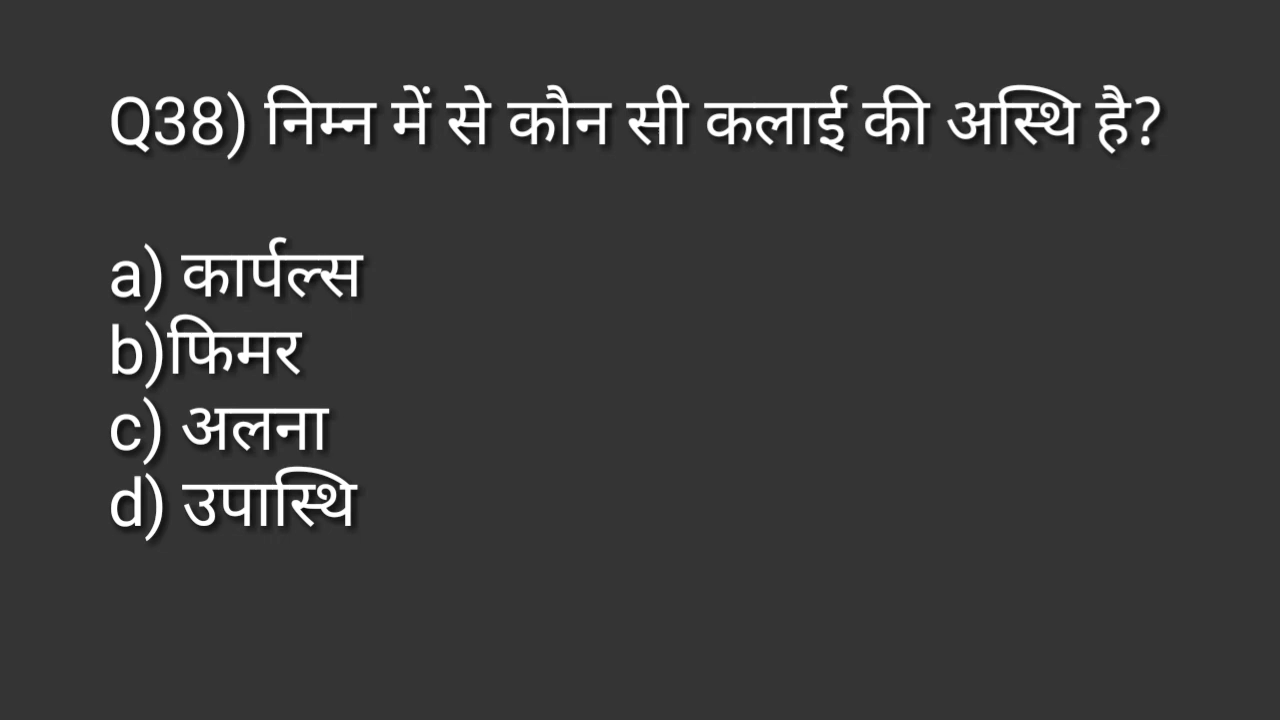 Q38) निम्न में से कौन सी कलाई की अस्थि है?
a) कार्पल्स
b)फिमर
c) अलना
d) उपास्थि